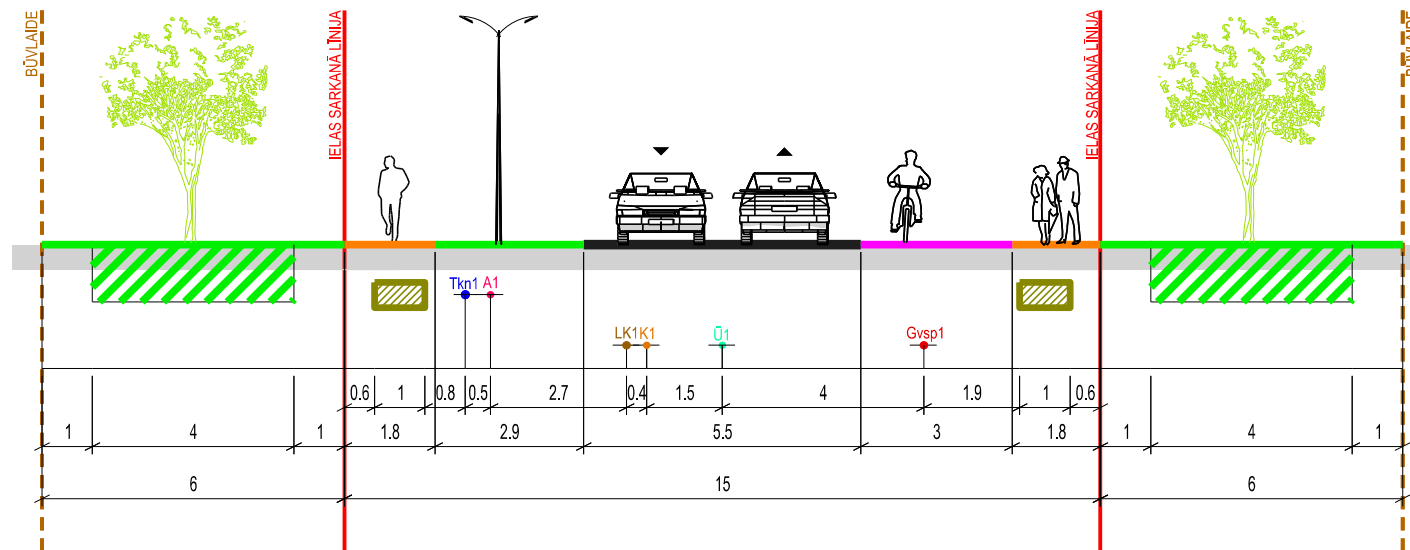 BŪVLAIDE
IELAS SARKANĀ LĪNIJA
IELAS SARKANĀ LĪNIJA
BŪVLAIDE
Tkn1 A1
LK1 K1 Ū1 Gvsp1
0.6 1 0.8 0.5 2.7 0.4 1.5 4 1.9 1 0.6
1 4 1 1.8 2.9 5.5 3 1.8 1 4 1
6 15 6